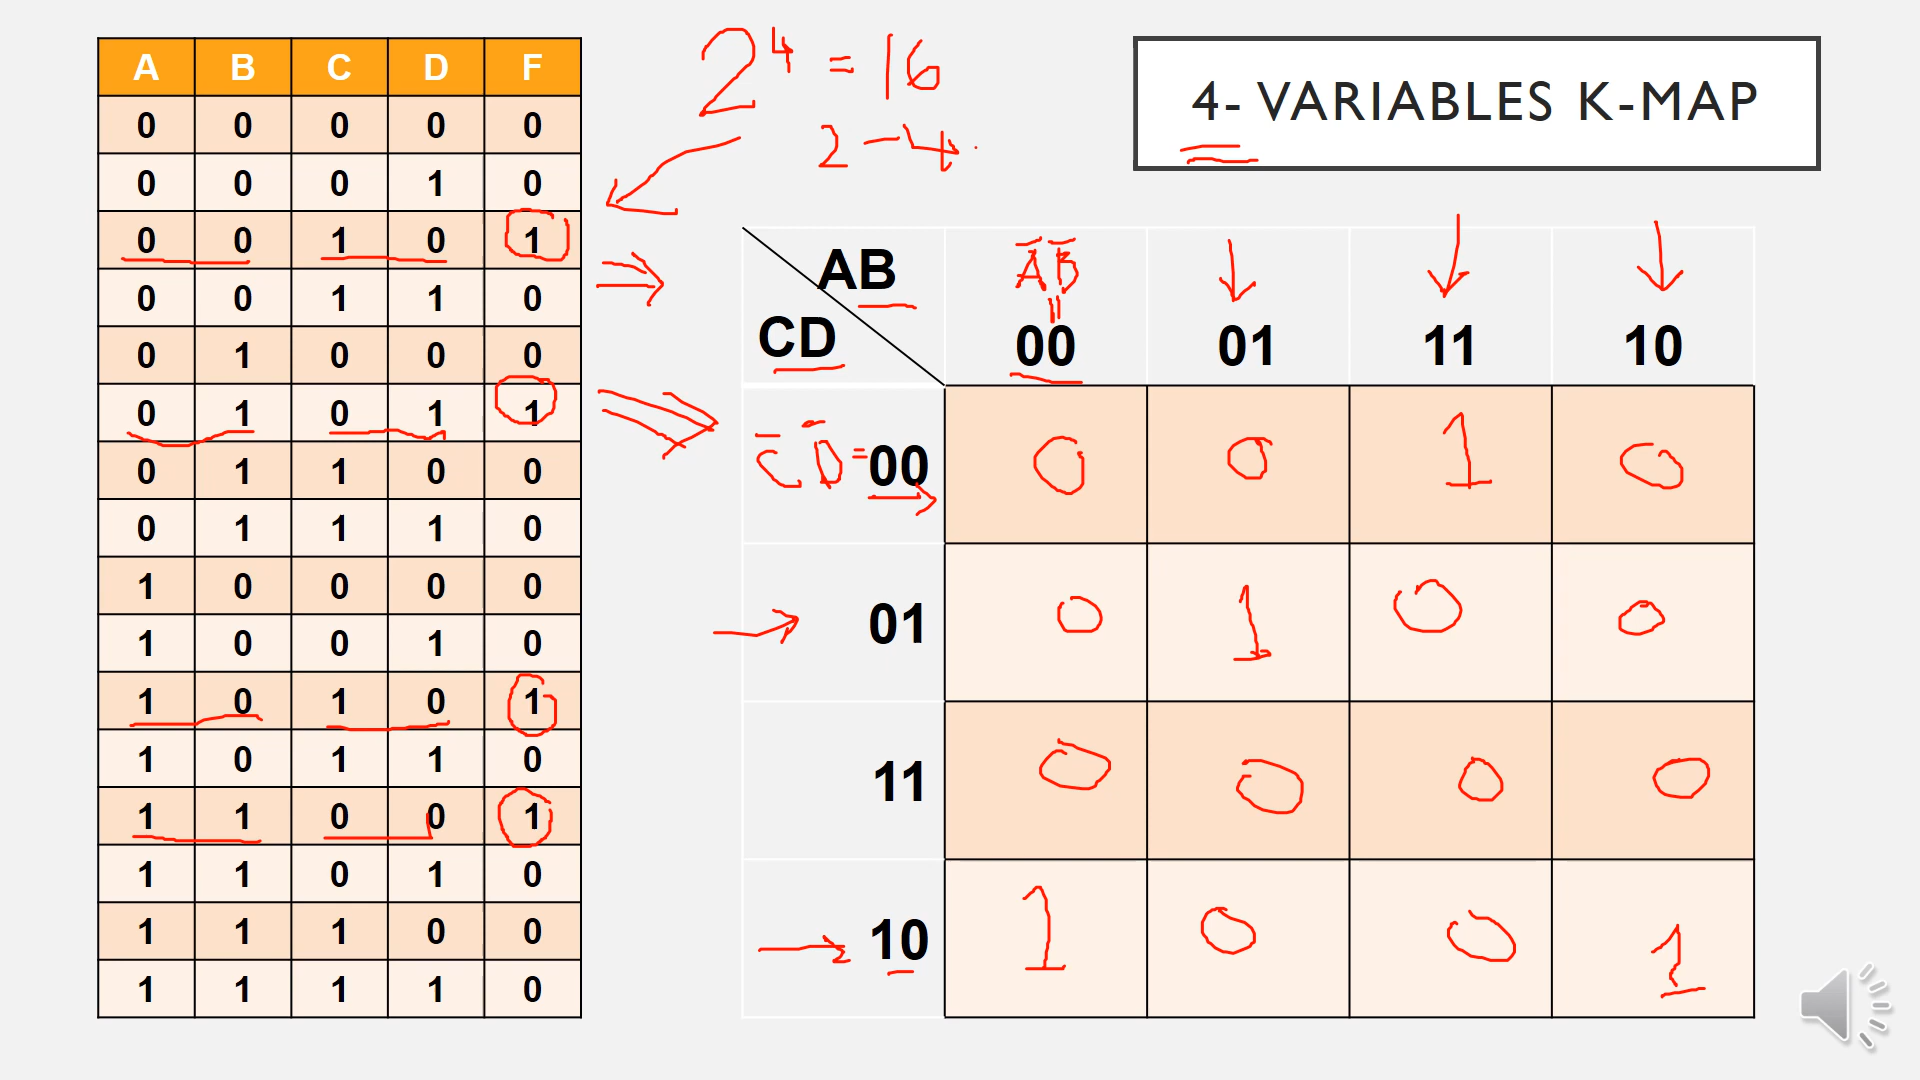 A B C D F
0 0 0 0 0
0 0 0 1 0
0 0 1 0 1
0 0 1 1 0
0 1 0 0 0
0 1 0 1 1
0 1 1 0 0
0 1 1 1 0
1 0 0 0 0
1 0 0 1 0
1 0 1 0 1
1 0 1 1 0
1 1 0 0 1
1 1 0 1 0
1 1 1 0 0
1 1 1 1 0
2⁴ = 16
2 – 4
4- VARIABLES K-MAP
AB
CD
A̅ B̅
=
00 01 11 10
C̅ D̅ = 00 0 0 1 0
01 0 1 0 0
11 0 0 0 0
10 1 0 0 1